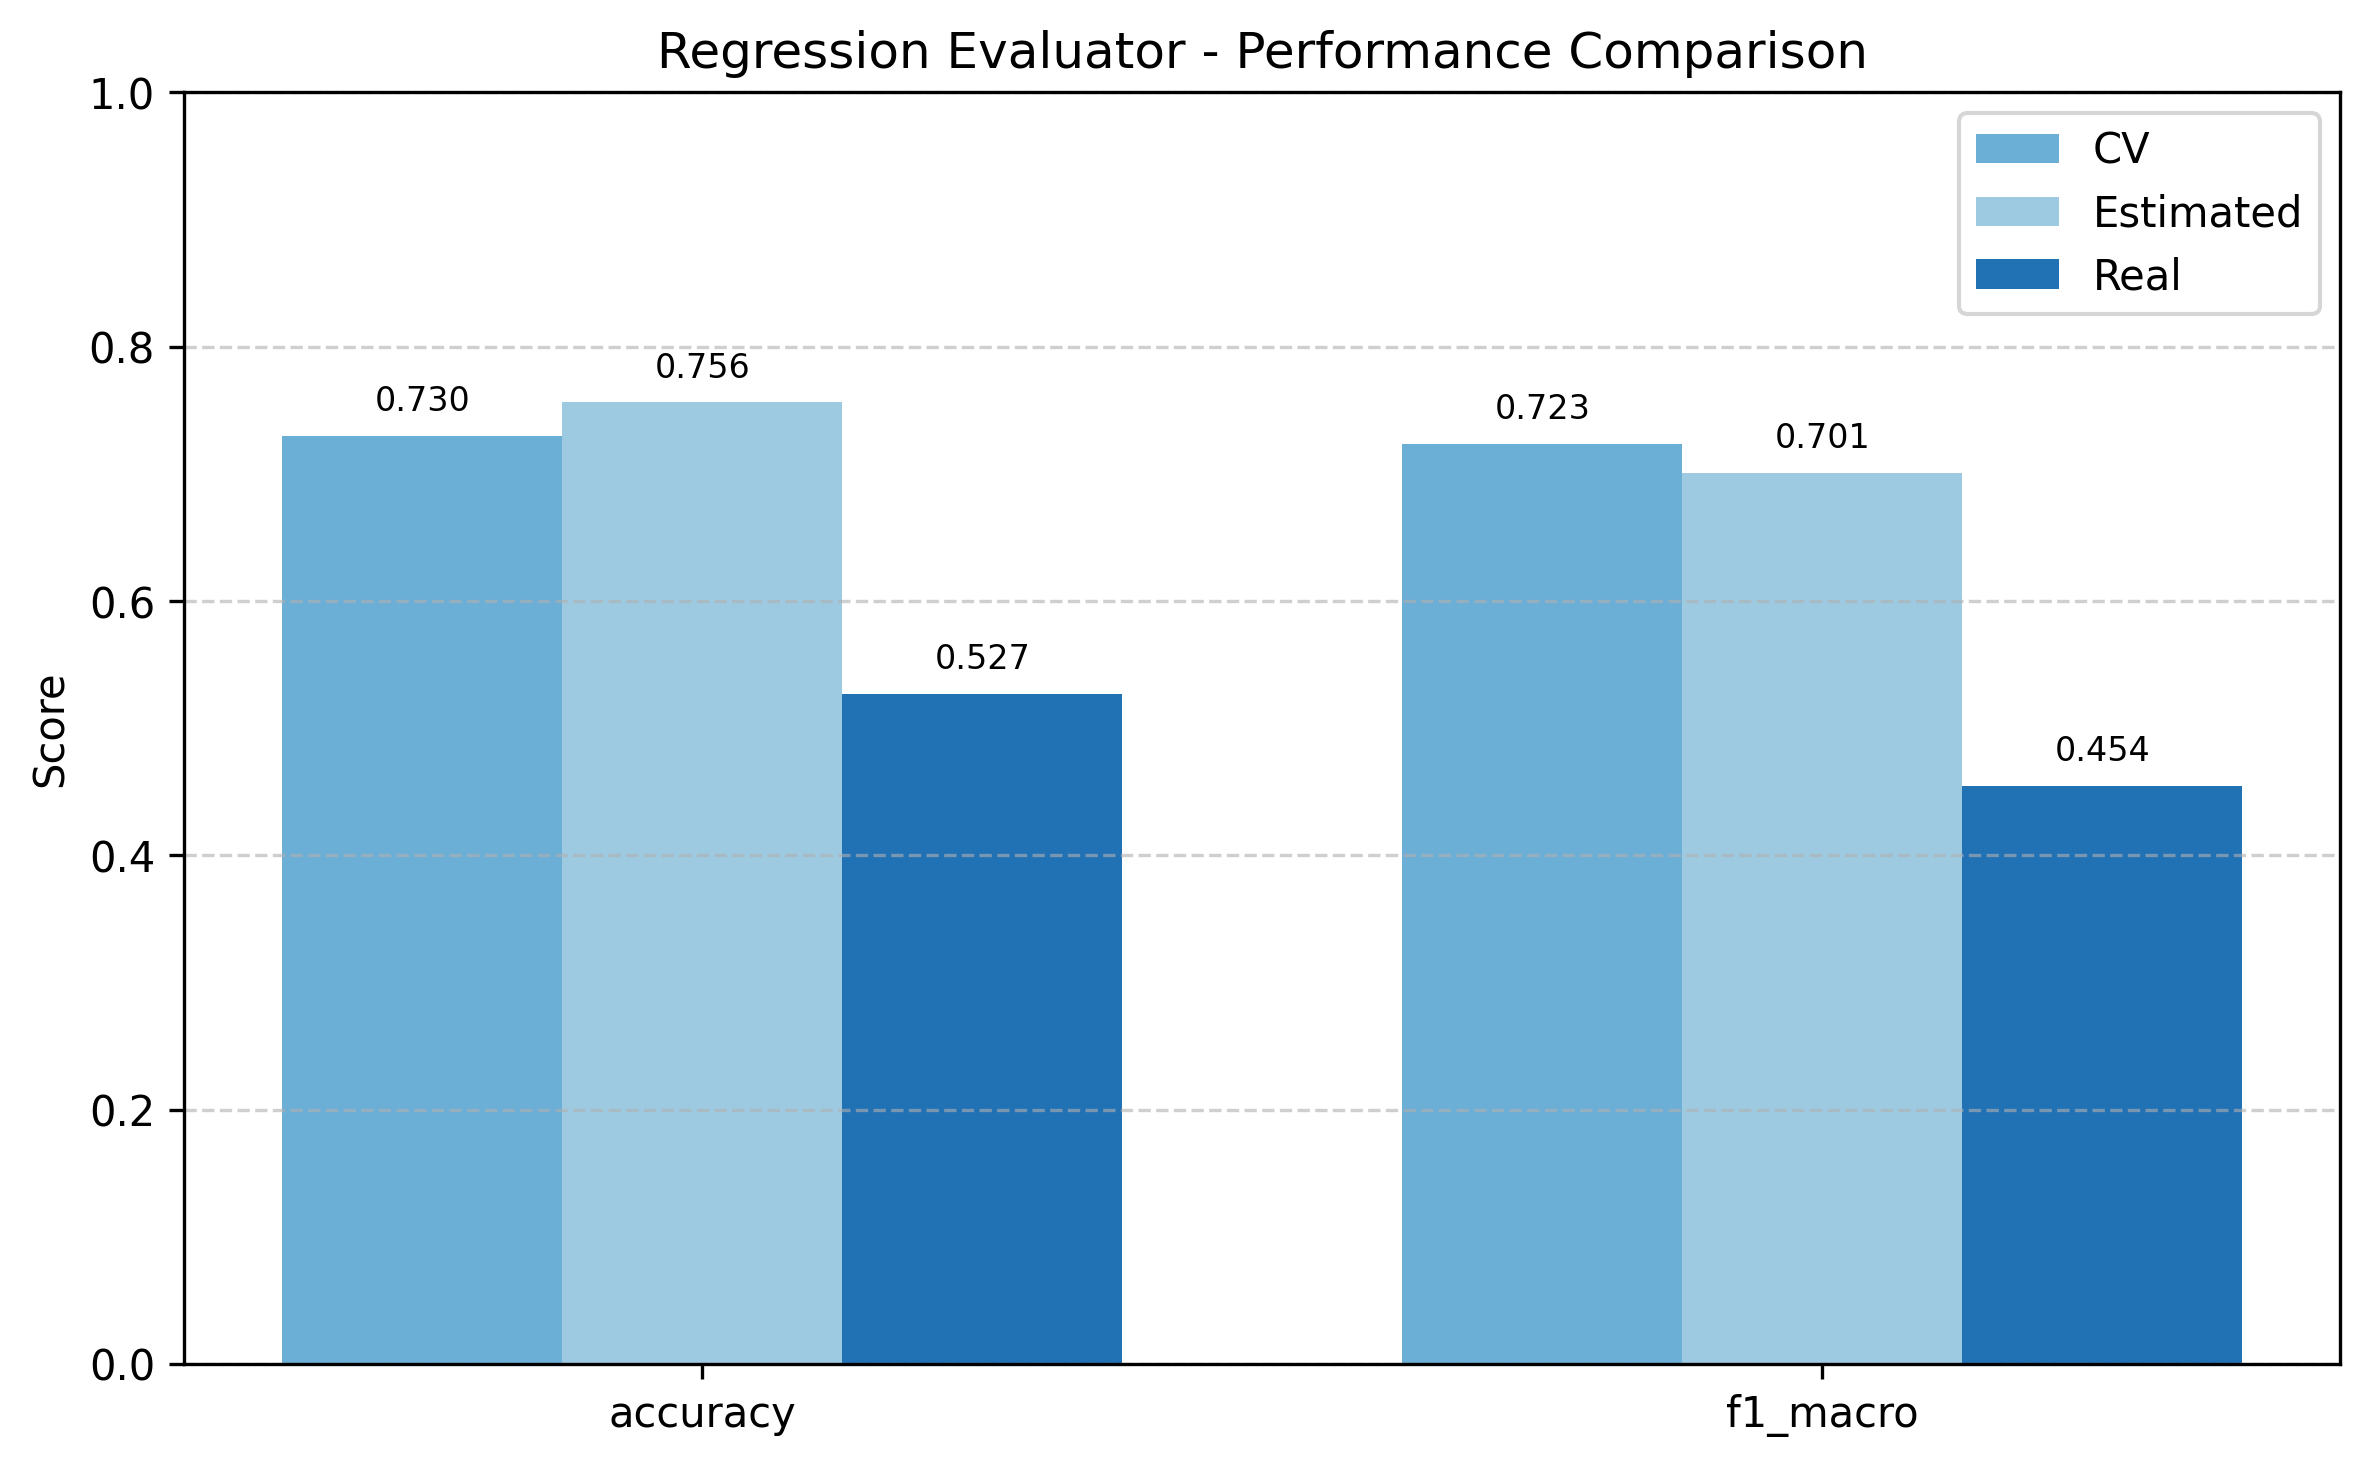 Regression Evaluator - Performance Comparison
1.0
0.8
0.6
0.4
0.2
0.0
Score
CV
Estimated
Real
0.730
0.756
0.527
0.723
0.701
0.454
accuracy
f1_macro